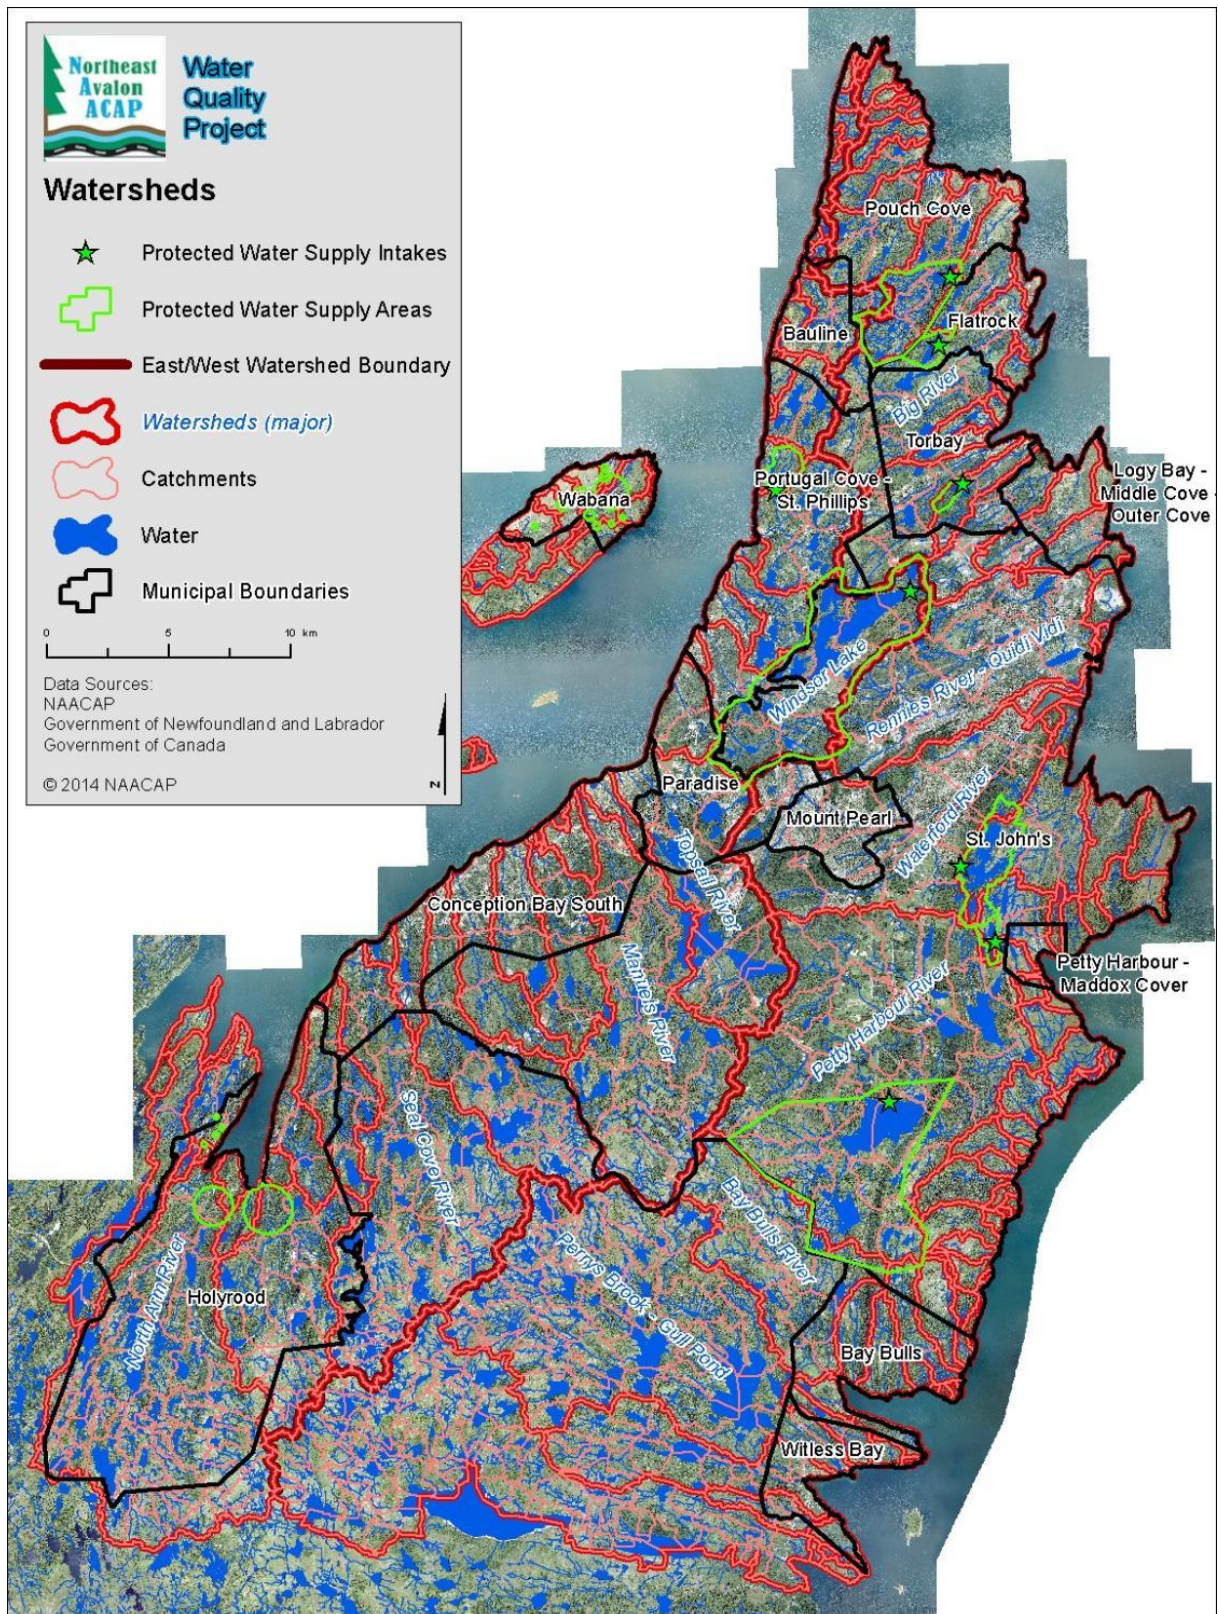 Northeast
Avalon
ACAP
Water
Quality
Project
Watersheds
Protected Water Supply Intakes
Protected Water Supply Areas
East/West Watershed Boundary
Watersheds (major)
Catchments
Water
Municipal Boundaries
0 5 10 km
Data Sources:
NAACAP
Government of Newfoundland and Labrador
Government of Canada
© 2014 NAACAP
N
Pouch Cove
Flatrock
Bauline
Big River
Torbay
Logy Bay -
Middle Cove -
Outer Cove
Portugal Cove -
St. Phillips
Wabana
Windsor Lake
Rennies River - Quidi Vidi
Paradise
Mount Pearl
Waterford River
St. John's
Topsail River
Conception Bay South
Manuels River
Petty Harbour -
Maddox Cover
Petty Harbour River
Seal Cove River
Bay Bulls River
Perrys Brook - Gull Pond
North Arm River
Holyrood
Bay Bulls
Witless Bay